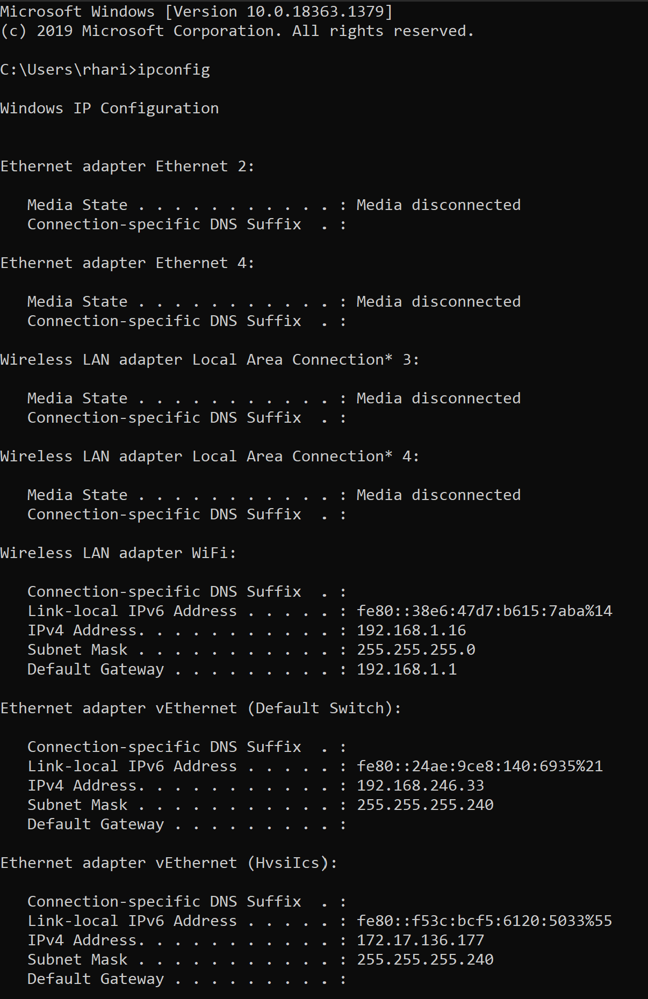 Microsoft Windows [Version 10.0.18363.1379]
(c) 2019 Microsoft Corporation. All rights reserved.
C:\Users\rhari>ipconfig
Windows IP Configuration
Ethernet adapter Ethernet 2:
   Media State . . . . . . . . . . . : Media disconnected
   Connection-specific DNS Suffix  . :
Ethernet adapter Ethernet 4:
   Media State . . . . . . . . . . . : Media disconnected
   Connection-specific DNS Suffix  . :
Wireless LAN adapter Local Area Connection* 3:
   Media State . . . . . . . . . . . : Media disconnected
   Connection-specific DNS Suffix  . :
Wireless LAN adapter Local Area Connection* 4:
   Media State . . . . . . . . . . . : Media disconnected
   Connection-specific DNS Suffix  . :
Wireless LAN adapter WiFi:
   Connection-specific DNS Suffix  . :
   Link-local IPv6 Address . . . . . : fe80::38e6:47d7:b615:7aba%14
   IPv4 Address. . . . . . . . . . . : 192.168.1.16
   Subnet Mask . . . . . . . . . . . : 255.255.255.0
   Default Gateway . . . . . . . . . : 192.168.1.1
Ethernet adapter vEthernet (Default Switch):
   Connection-specific DNS Suffix  . :
   Link-local IPv6 Address . . . . . : fe80::24ae:9ce8:140:6935%21
   IPv4 Address. . . . . . . . . . . : 192.168.246.33
   Subnet Mask . . . . . . . . . . . : 255.255.255.240
   Default Gateway . . . . . . . . . :
Ethernet adapter vEthernet (HvsiIcs):
   Connection-specific DNS Suffix  . :
   Link-local IPv6 Address . . . . . : fe80::f53c:bcf5:6120:5033%55
   IPv4 Address. . . . . . . . . . . : 172.17.136.177
   Subnet Mask . . . . . . . . . . . : 255.255.255.240
   Default Gateway . . . . . . . . . :